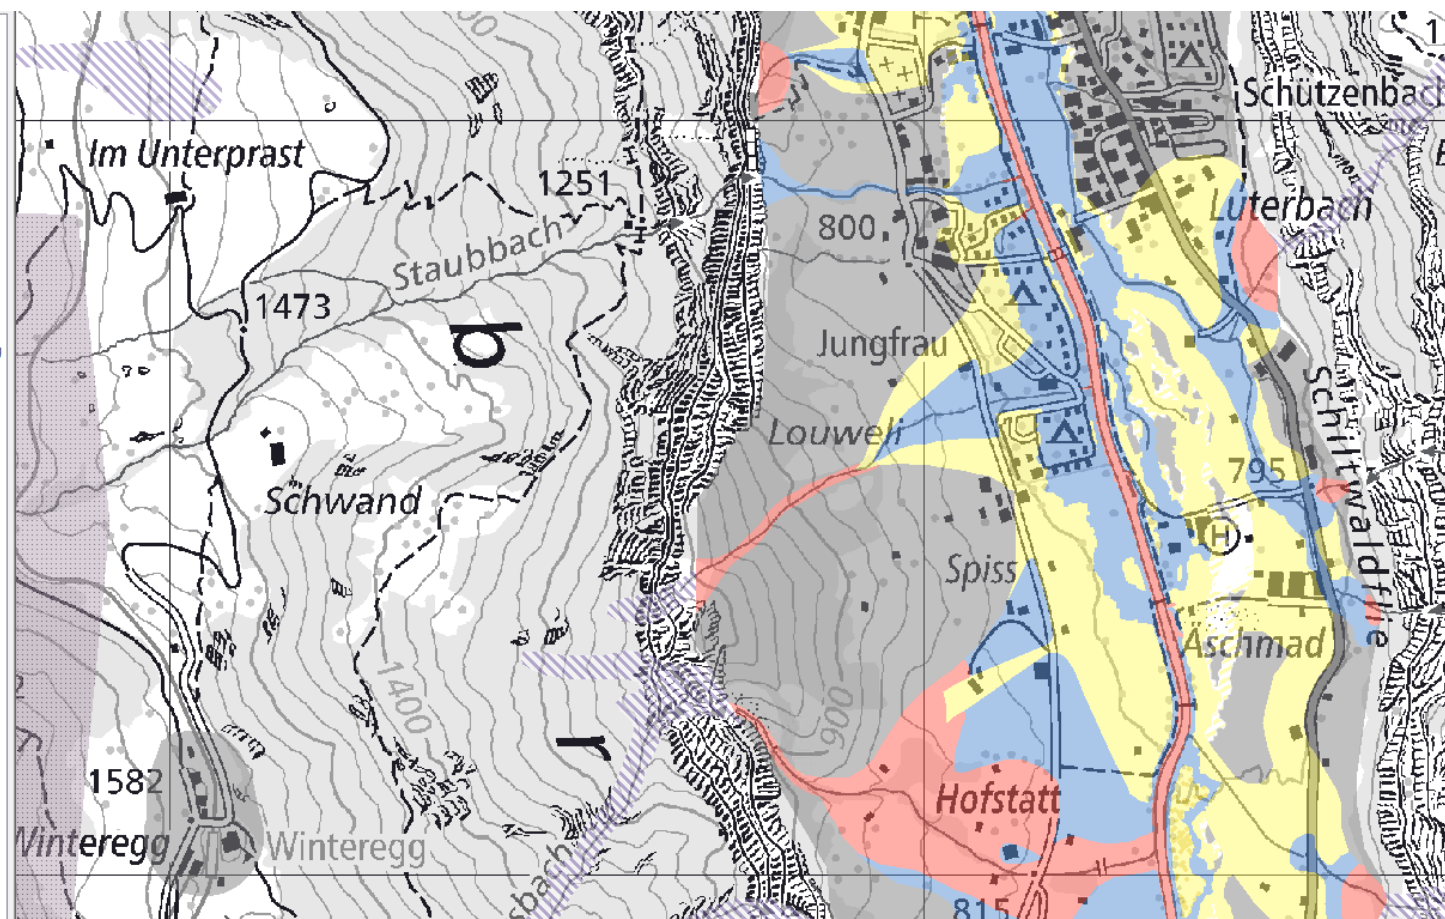 Schützenbach
Im Unterprast
1251
Luterbach
800
Staubbach
1473
Jungfrau
Louweli
795
Schiltwaldflie
Schwand
H
Spiss
Äschmad
1400
900
1582
Hofstatt
Winteregg
Winteregg
815